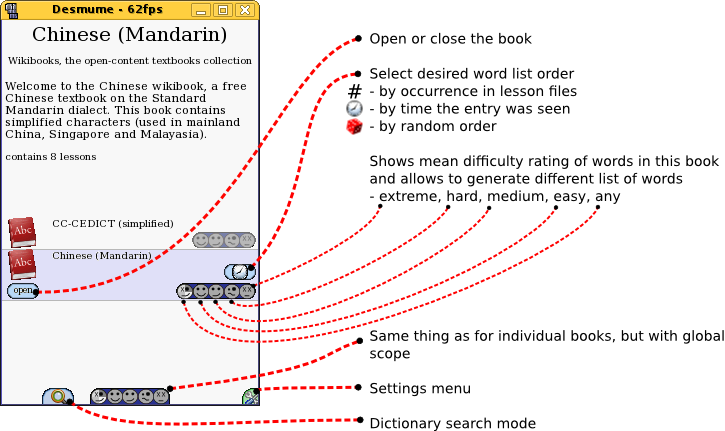 Desmume - 62fps
Chinese (Mandarin)
Wikibooks, the open-content textbooks collection
Welcome to the Chinese wikibook, a free
Chinese textbook on the Standard
Mandarin dialect. This book contains
simplified characters (used in mainland
China, Singapore and Malayasia).
contains 8 lessons
Abc
CC-CEDICT (simplified)
Abc
Chinese (Mandarin)
open
Open or close the book
Select desired word list order
# - by occurrence in lesson files
- by time the entry was seen
- by random order
Shows mean difficulty rating of words in this book
and allows to generate different list of words
- extreme, hard, medium, easy, any
Same thing as for individual books, but with global
scope
Settings menu
Dictionary search mode